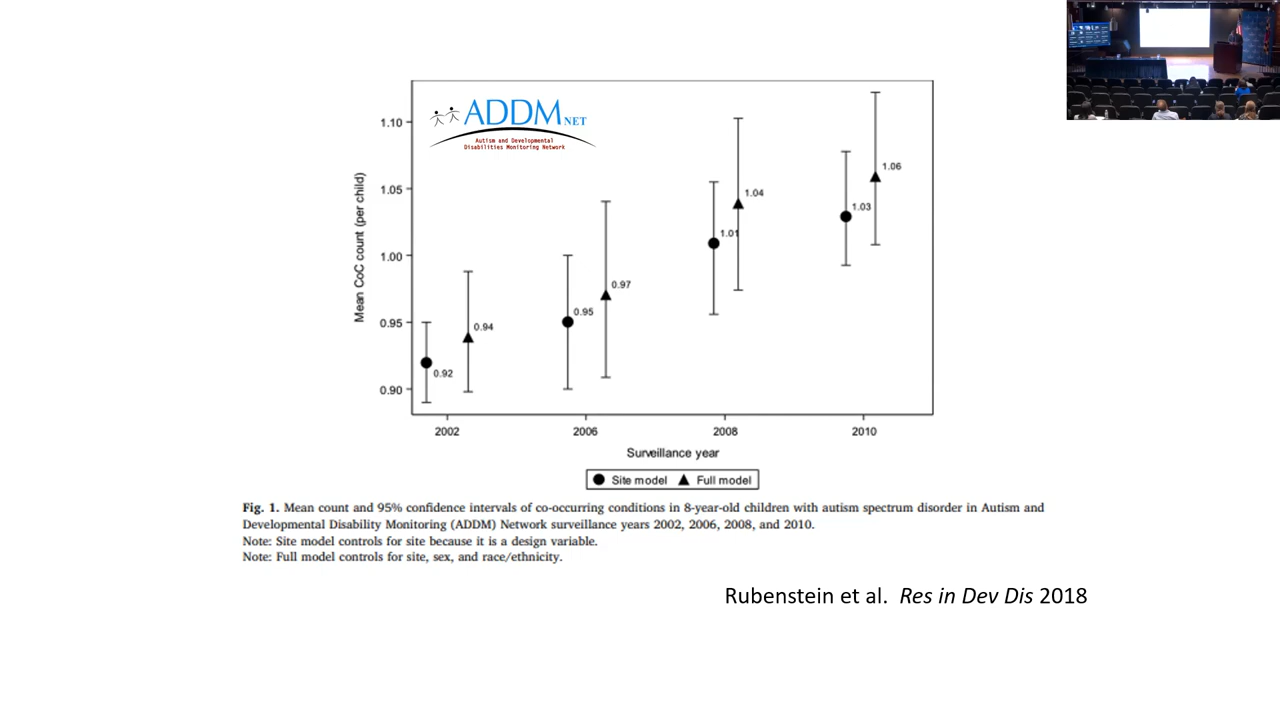 ADDM NET
Autism and Developmental
Disabilities Monitoring Network
Mean CoC count (per child)
1.10
1.05
1.00
0.95
0.90
0.92
0.94
0.95
0.97
1.01
1.04
1.03
1.06
2002
2006
2008
2010
Surveillance year
Site model
Full model
Fig. 1. Mean count and 95% confidence intervals of co-occurring conditions in 8-year-old children with autism spectrum disorder in Autism and
Developmental Disability Monitoring (ADDM) Network surveillance years 2002, 2006, 2008, and 2010.
Note: Site model controls for site because it is a design variable.
Note: Full model controls for site, sex, and race/ethnicity.
Rubenstein et al. Res in Dev Dis 2018